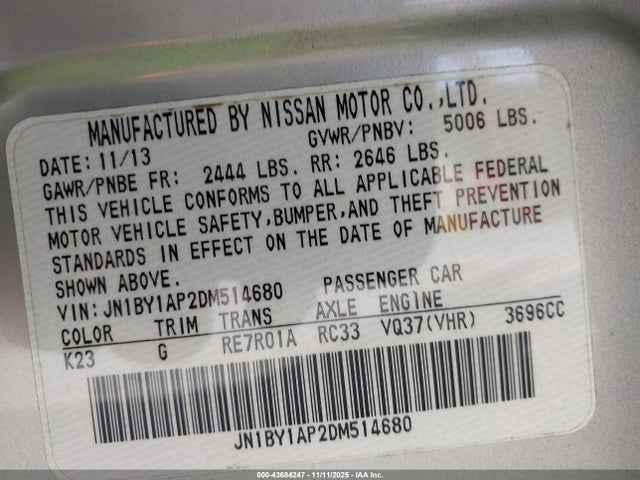 MANUFACTURED BY NISSAN MOTOR CO.,LTD.
DATE: 11/13 GVWR/PNBV: 5006 LBS.
GAWR/PNBE FR: 2444 LBS. RR: 2646 LBS.
THIS VEHICLE CONFORMS TO ALL APPLICABLE FEDERAL
MOTOR VEHICLE SAFETY,BUMPER,AND THEFT PREVENTION
STANDARDS IN EFFECT ON THE DATE OF MANUFACTURE
SHOWN ABOVE.
VIN: JN1BY1AP2DM514680 PASSENGER CAR
COLOR TRIM TRANS AXLE ENGINE
K23 G RE7R01A RC33 VQ37(VHR) 3696CC
JN1BY1AP2DM514680
000-43684247 - 11/11/2025 - IAA Inc.